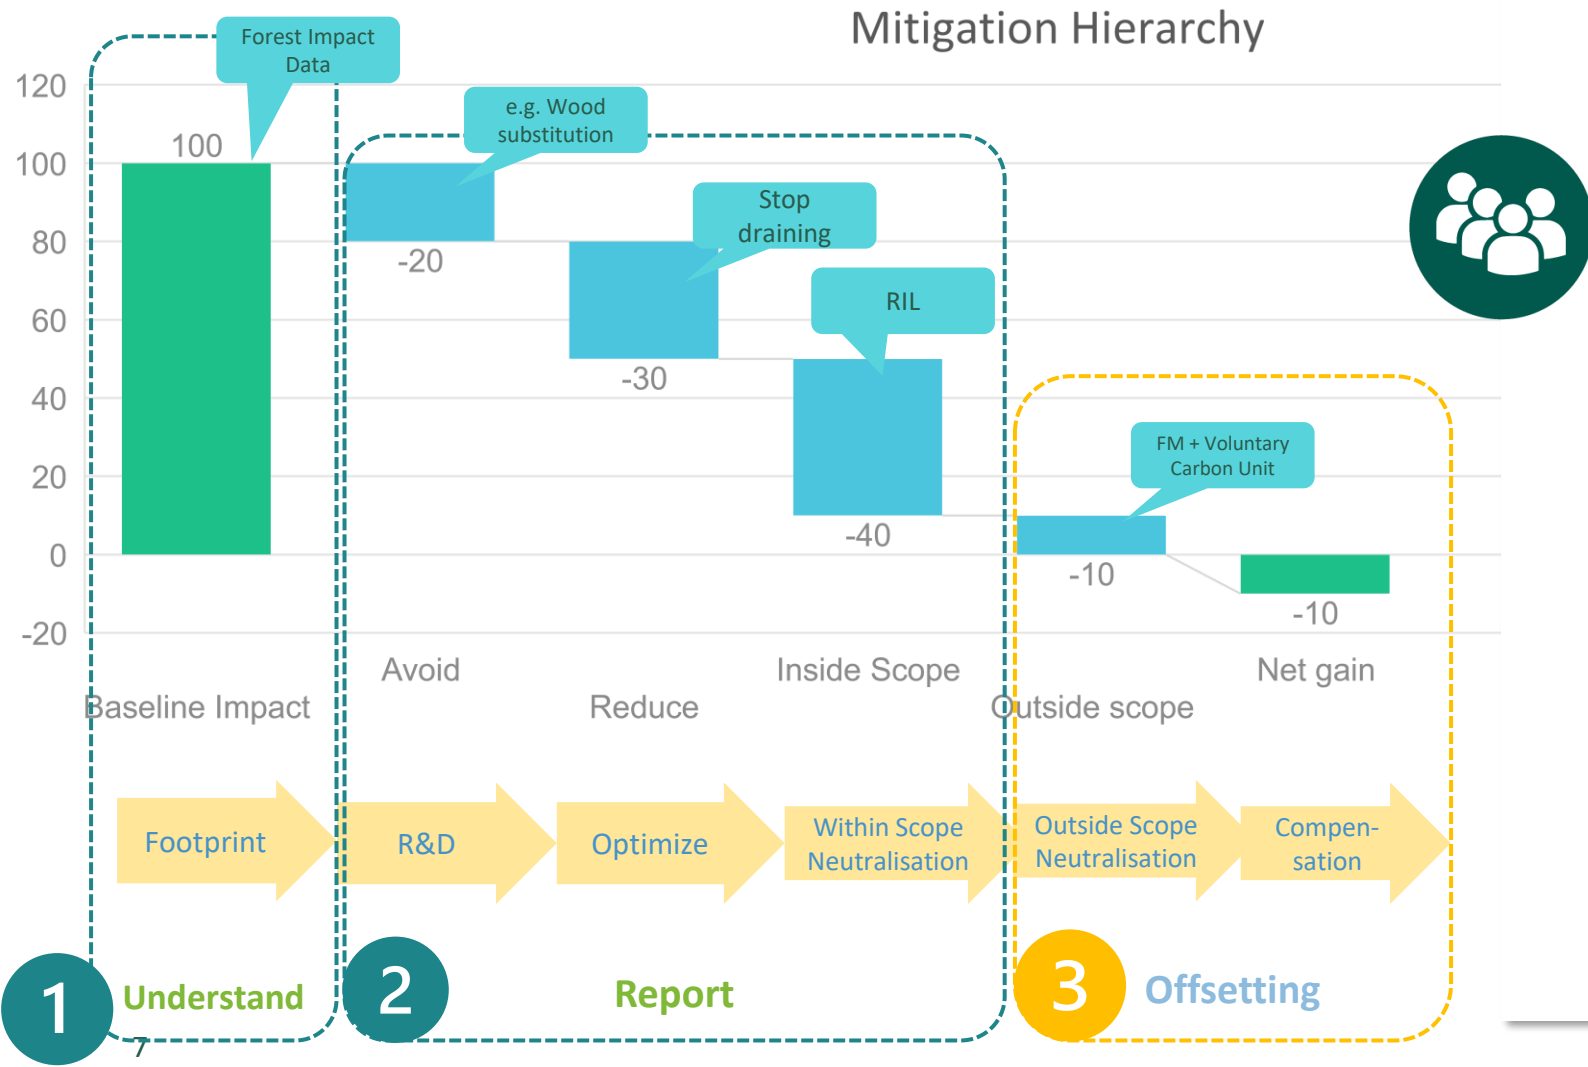 Mitigation Hierarchy
Forest Impact
Data
e.g. Wood
substitution
Stop
draining
RIL
FM + Voluntary
Carbon Unit
120
100
80
60
40
20
0
-20
100
-20
-30
-40
-10
-10
Baseline Impact
Avoid
Reduce
Inside Scope
Outside scope
Net gain
Footprint
R&D
Optimize
Within Scope
Neutralisation
Outside Scope
Neutralisation
Compen-
sation
1
Understand
2
Report
3
Offsetting
7